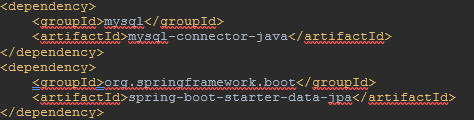 <dependency>
<groupId>mysql</groupId>
<artifactId>mysql-connector-java</artifactId>
</dependency>
<dependency>
<groupId>org.springframework.boot</groupId>
<artifactId>spring-boot-starter-data-jpa</artifactId>
</dependency>